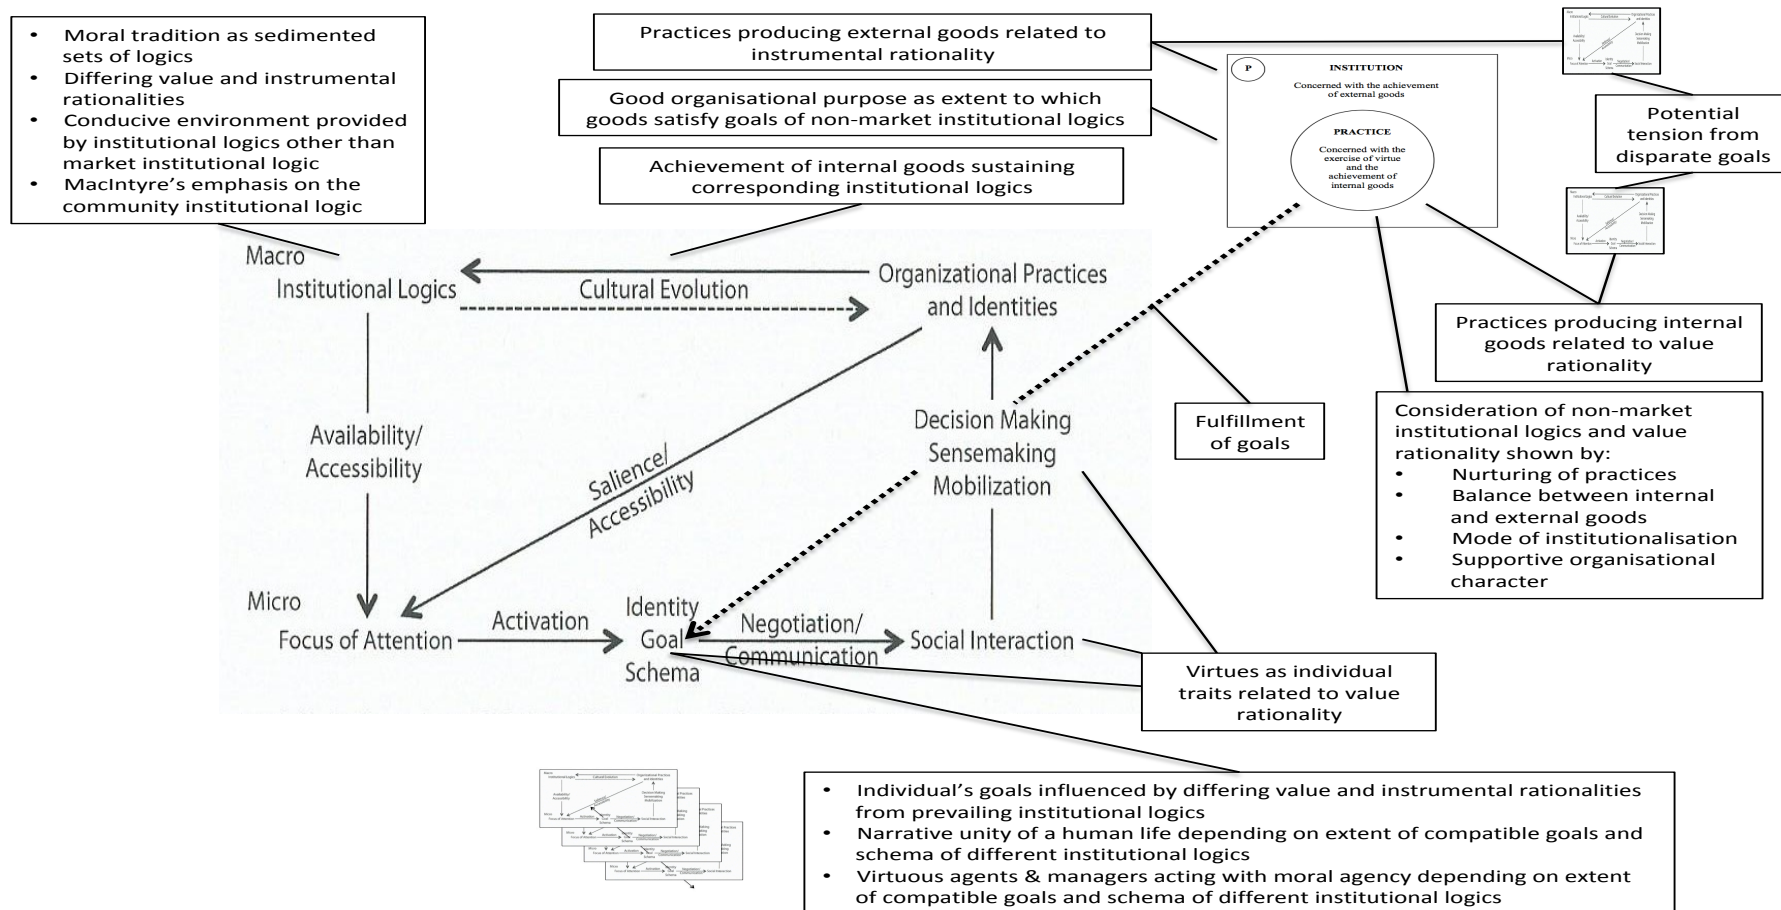 • Moral tradition as sedimented
sets of logics
• Differing value and instrumental
rationalities
• Conducive environment provided
by institutional logics other than
market institutional logic
• MacIntyre's emphasis on the
community institutional logic
Practices producing external goods related to
instrumental rationality
Good organisational purpose as extent to which
goods satisfy goals of non-market institutional logics
Achievement of internal goods sustaining
corresponding institutional logics
P
INSTITUTION
Concerned with the achievement
of external goods
PRACTICE
Concerned with the
exercise of virtue
and the
achievement of
internal goods
Potential
tension from
disparate goals
Practices producing internal
goods related to value
rationality
Fulfillment
of goals
Consideration of non-market
institutional logics and value
rationality shown by:
• Nurturing of practices
• Balance between internal
and external goods
• Mode of institutionalisation
• Supportive organisational
character
Macro
Institutional Logics
Cultural Evolution
Organizational Practices
and Identities
Availability/
Accessibility
Salience/
Accessibility
Decision Making
Sensemaking
Mobilization
Micro
Focus of Attention
Activation
Identity
Goal
Schema
Negotiation/
Communication
Social Interaction
Virtues as individual
traits related to value
rationality
• Individual's goals influenced by differing value and instrumental rationalities
from prevailing institutional logics
• Narrative unity of a human life depending on extent of compatible goals and
schema of different institutional logics
• Virtuous agents & managers acting with moral agency depending on extent
of compatible goals and schema of different institutional logics